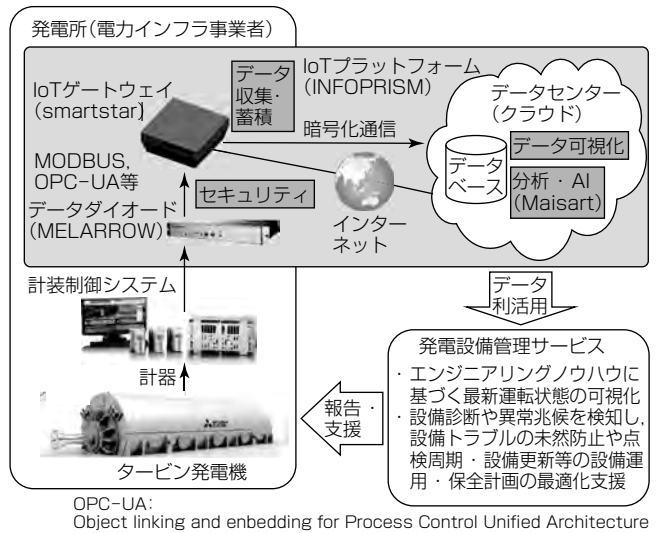 発電所(電力インフラ事業者)
IoTゲートウェイ
(smartstar)
データ
収集・
蓄積
IoTプラットフォーム
(INFOPRISM)
暗号化通信
データセンター
(クラウド)
データ
ベース
データ可視化
分析・AI
(Maisart)
MODBUS,
OPC-UA等
セキュリティ
データダイオード
(MELARROW)
インター
ネット
計装制御システム
計器
タービン発電機
データ
利活用
発電設備管理サービス
・エンジニアリングノウハウに
基づく最新運転状態の可視化
・設備診断や異常兆候を検知し,
設備トラブルの未然防止や点
検周期・設備更新等の設備運
用・保全計画の最適化支援
報告・
支援
OPC-UA:
Object linking and enbedding for Process Control Unified Architecture